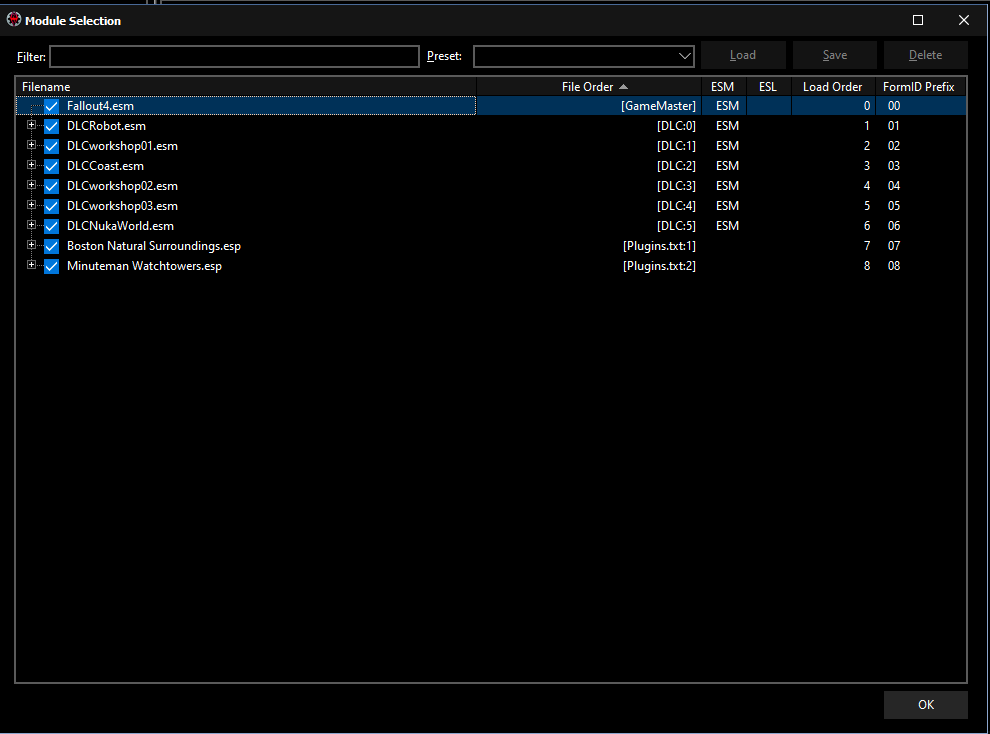 Module Selection
Filter: Preset: Load Save Delete
Filename File Order ESM ESL Load Order FormID Prefix
Fallout4.esm [GameMaster] ESM 0 00
DLCRobot.esm [DLC:0] ESM 1 01
DLCworkshop01.esm [DLC:1] ESM 2 02
DLCCoast.esm [DLC:2] ESM 3 03
DLCworkshop02.esm [DLC:3] ESM 4 04
DLCworkshop03.esm [DLC:4] ESM 5 05
DLCNukaWorld.esm [DLC:5] ESM 6 06
Boston Natural Surroundings.esp [Plugins.txt:1] 7 07
Minuteman Watchtowers.esp [Plugins.txt:2] 8 08
OK